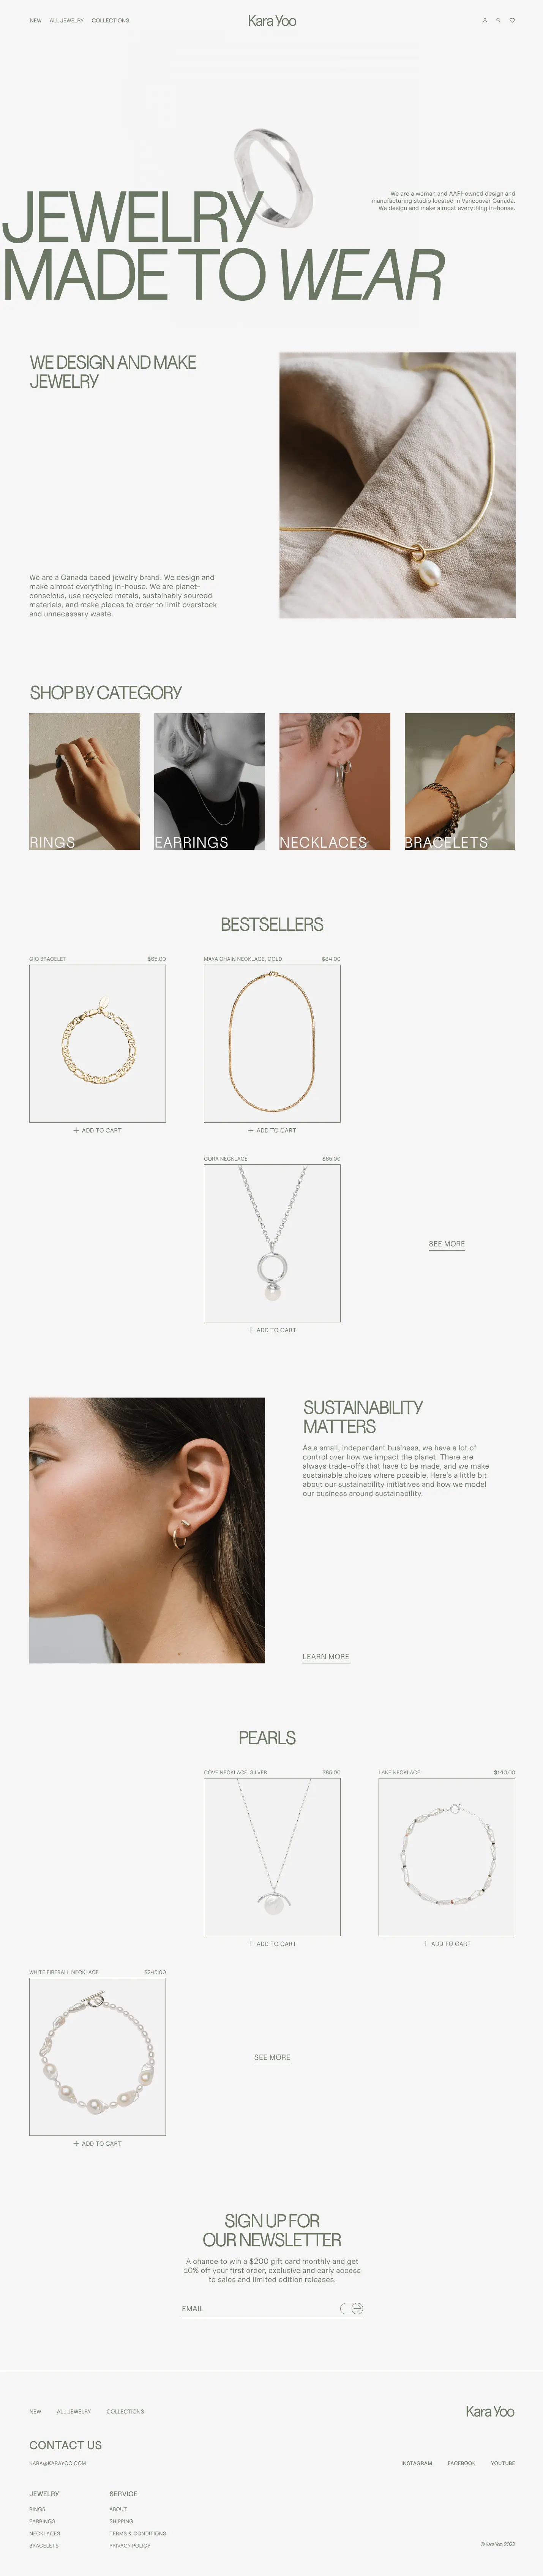 NEW ALL JEWELRY COLLECTIONS
Kara Yoo
We are a woman and AAPI-owned design and
manufacturing studio located in Vancouver Canada.
We design and make almost everything in-house.
JEWELRY
MADE TO WEAR
WE DESIGN AND MAKE
JEWELRY
We are a Canada based jewelry brand. We design and
make almost everything in-house. We are planet-
conscious, use recycled metals, sustainably sourced
materials, and make pieces to order to limit overstock
and unnecessary waste.
SHOP BY CATEGORY
RINGS
EARRINGS
NECKLACES
BRACELETS
BESTSELLERS
GIO BRACELET $65.00
MAYA CHAIN NECKLACE, GOLD $84.00
+ ADD TO CART
+ ADD TO CART
CORA NECKLACE $65.00
SEE MORE
+ ADD TO CART
SUSTAINABILITY
MATTERS
As a small, independent business, we have a lot of
control over how we impact the planet. There are
always trade-offs that have to be made, and we make
sustainable choices where possible. Here's a little bit
about our sustainability initiatives and how we model
our business around sustainability.
LEARN MORE
PEARLS
COVE NECKLACE, SILVER $85.00
LAKE NECKLACE $140.00
+ ADD TO CART
+ ADD TO CART
WHITE FIREBALL NECKLACE $245.00
SEE MORE
+ ADD TO CART
SIGN UP FOR
OUR NEWSLETTER
A chance to win a $200 gift card monthly and get
10% off your first order, exclusive and early access
to sales and limited edition releases.
EMAIL
NEW ALL JEWELRY COLLECTIONS
Kara Yoo
CONTACT US
KARA@KARAYOO.COM
INSTAGRAM FACEBOOK YOUTUBE
JEWELRY
RINGS
EARRINGS
NECKLACES
BRACELETS
SERVICE
ABOUT
SHIPPING
TERMS & CONDITIONS
PRIVACY POLICY
© Kara Yoo, 2022